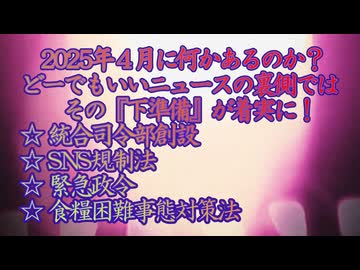 2025年４月に何かあるのか？
どーでもいいニュースの裏側では
その『下準備』が着実に！
☆ 統合司令部創設
☆ SNS規制法
☆ 緊急政令
☆ 食糧困難事態対策法